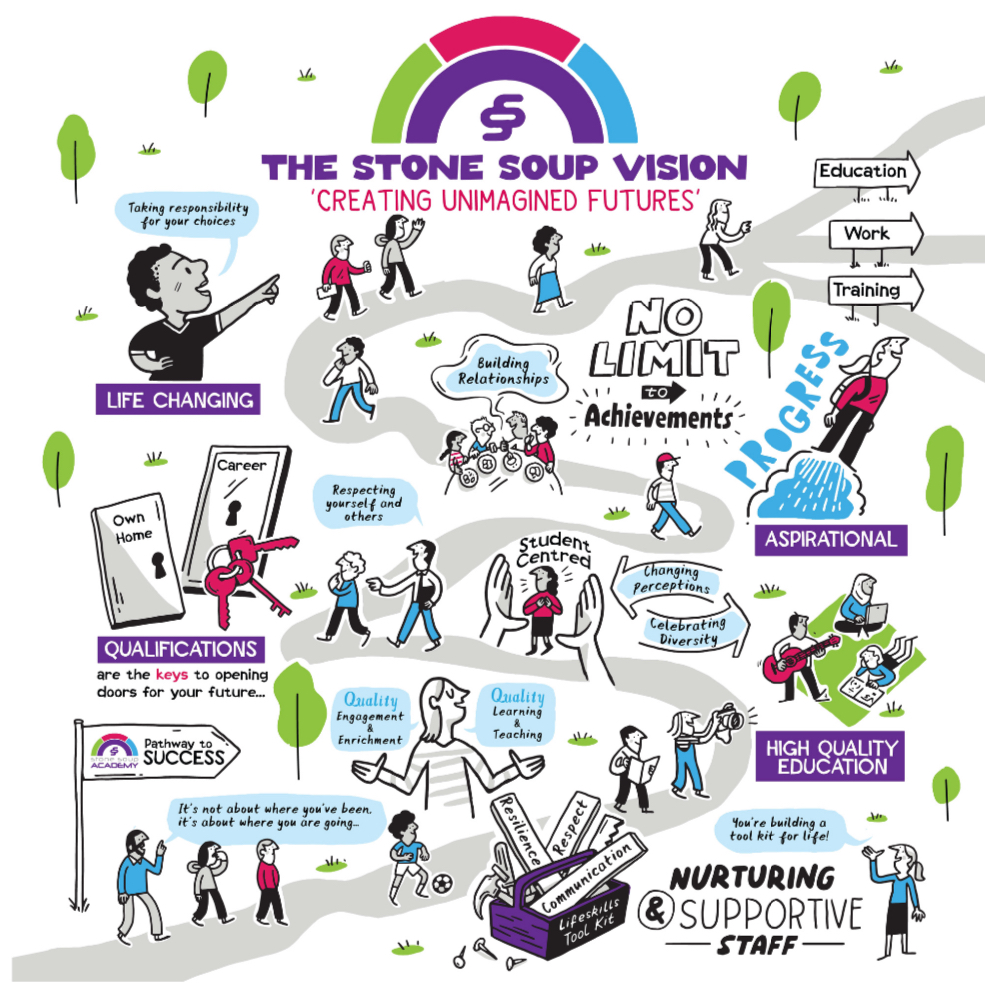 THE STONE SOUP VISION
'CREATING UNIMAGINED FUTURES'
Education
Work
Training
Taking responsibility
for your choices
LIFE CHANGING
Building
Relationships
NO
LIMIT
to
Achievements
PROGRESS
ASPIRATIONAL
Career
Own
Home
QUALIFICATIONS
are the keys to opening
doors for your future...
Respecting
yourself and
others
Student
Centred
Changing
Perceptions
Celebrating
Diversity
Quality
Engagement
&
Enrichment
Quality
Learning
&
Teaching
HIGH QUALITY
EDUCATION
STONE SOUP
ACADEMY
Pathway to
SUCCESS
It's not about where you've been,
it's about where you are going...
Resilience
Respect
Communication
Lifeskills
Tool Kit
You're building a
tool kit for life!
NURTURING
& SUPPORTIVE
STAFF